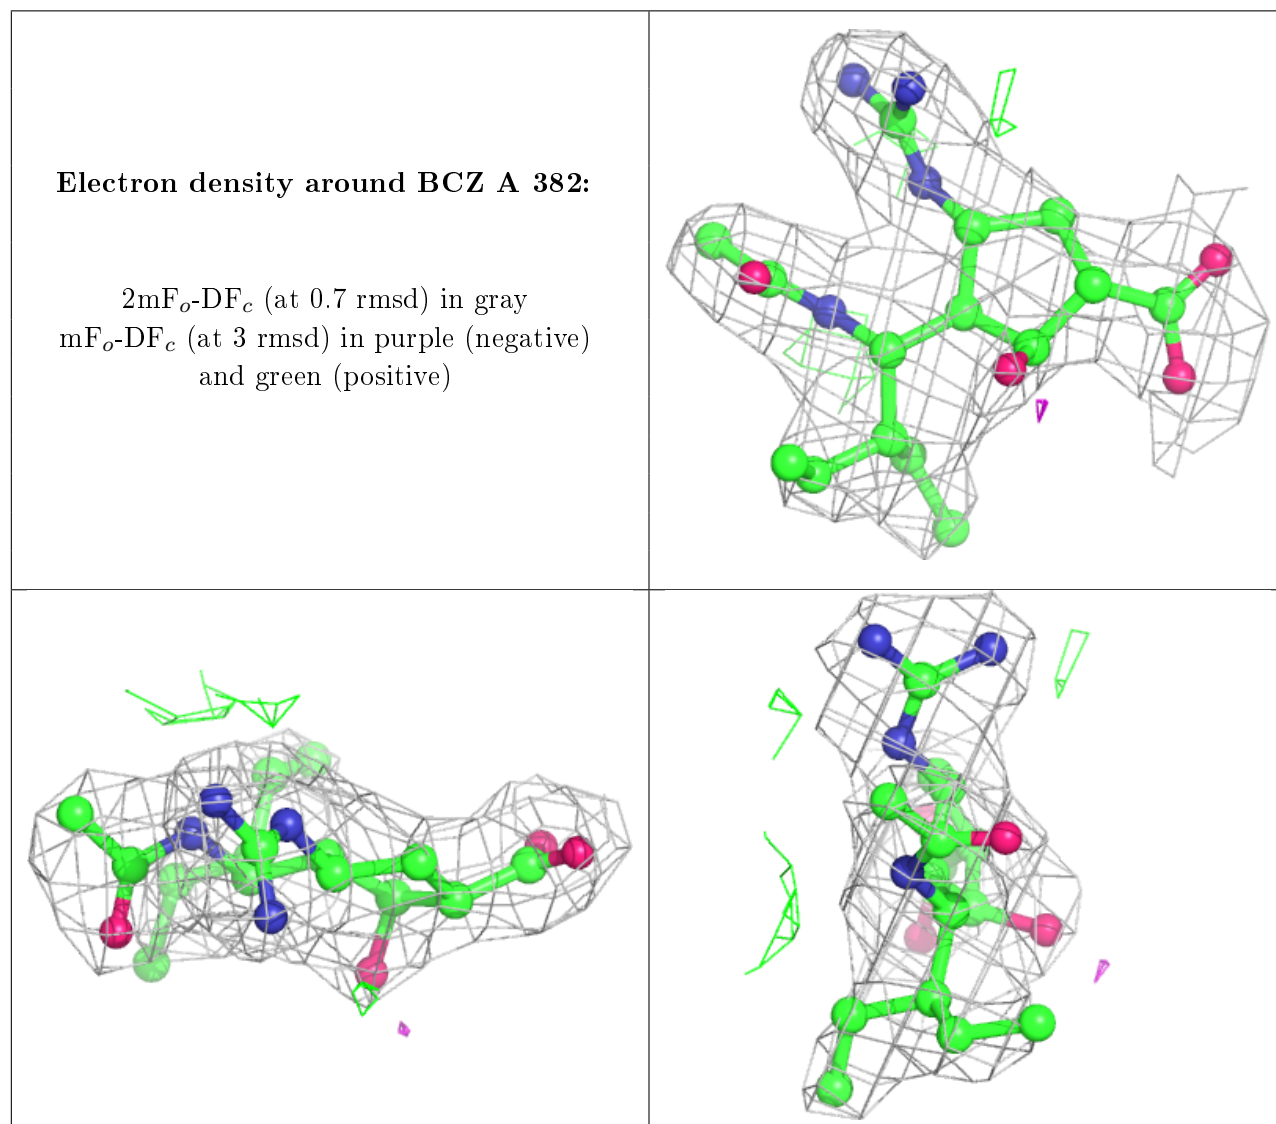 Electron density around BCZ A 382:
2mFo-DFc (at 0.7 rmsd) in gray
mFo-DFc (at 3 rmsd) in purple (negative)
and green (positive)